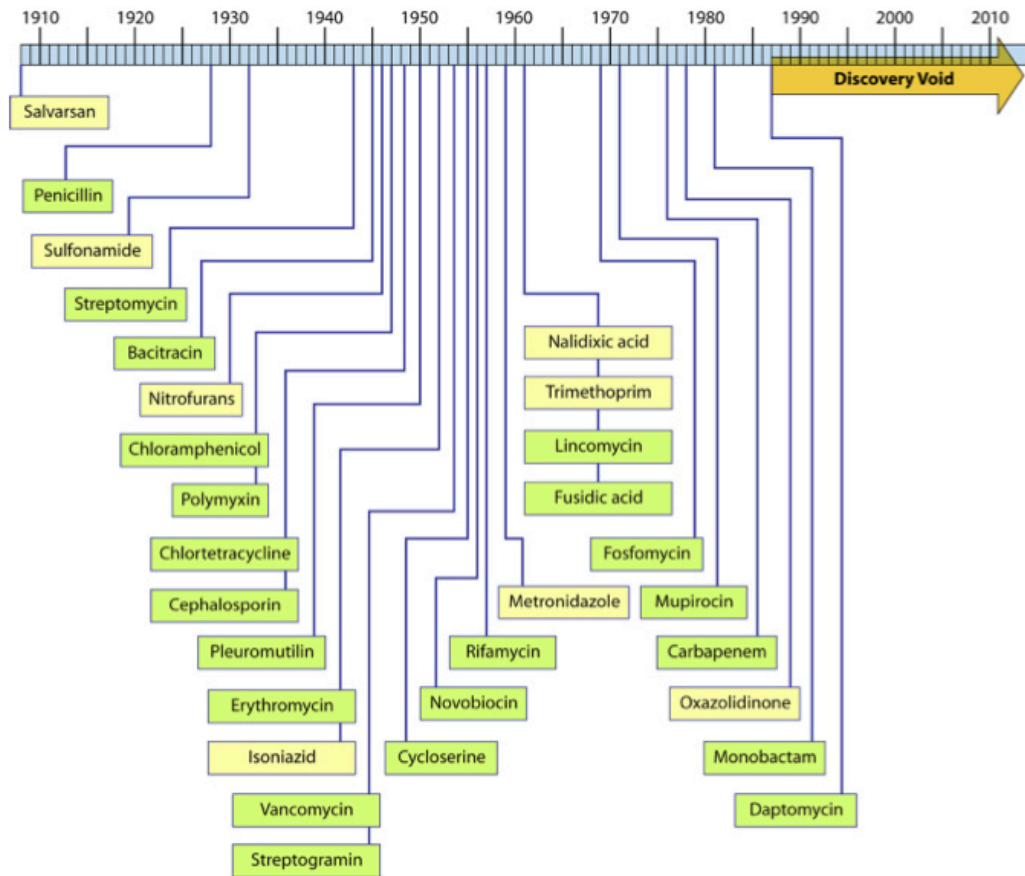 1910 1920 1930 1940 1950 1960 1970 1980 1990 2000 2010
Discovery Void
Salvarsan
Penicillin
Sulfonamide
Streptomycin
Bacitracin
Nitrofurans
Chloramphenicol
Polymyxin
Chlortetracycline
Cephalosporin
Pleuromutilin
Erythromycin
Isoniazid
Vancomycin
Streptogramin
Cycloserine
Novobiocin
Rifamycin
Metronidazole
Nalidixic acid
Trimethoprim
Lincomycin
Fusidic acid
Fosfomycin
Mupirocin
Carbapenem
Oxazolidinone
Monobactam
Daptomycin